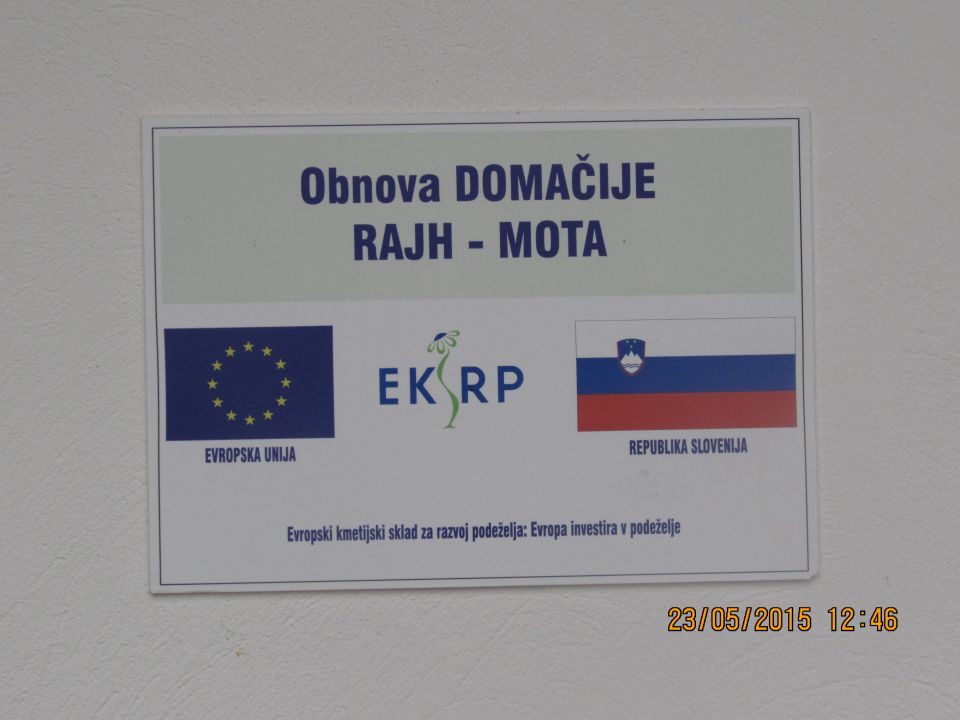 Obnova DOMAČIJE
RAJH - MOTA
EKSRP
EVROPSKA UNIJA
REPUBLIKA SLOVENIJA
Evropski kmetijski sklad za razvoj podeželja: Evropa investira v podeželje
23/05/2015 12:46